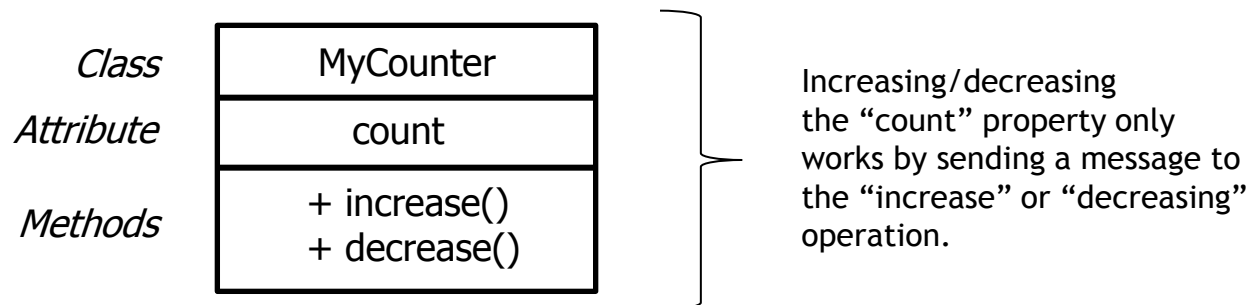 Class
MyCounter
Attribute
count
Methods
+ increase()
+ decrease()
Increasing/decreasing
the “count” property only
works by sending a message to
the “increase” or “decreasing”
operation.